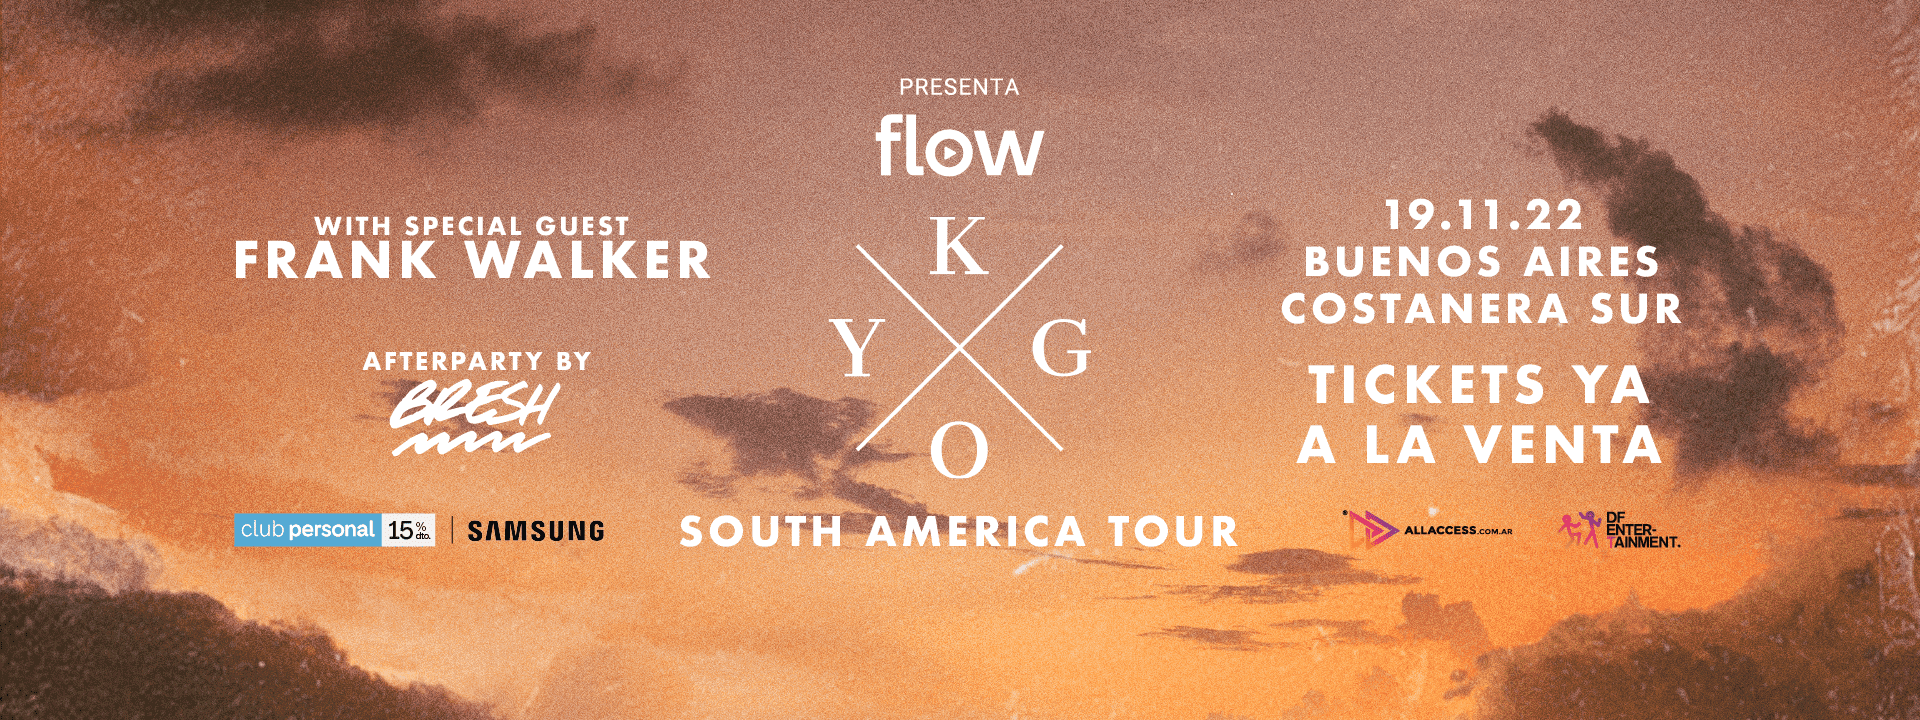 PRESENTA
flow
WITH SPECIAL GUEST
FRANK WALKER
AFTERPARTY BY
BRESH
K
Y G
O
SOUTH AMERICA TOUR
19.11.22
BUENOS AIRES
COSTANERA SUR
TICKETS YA
A LA VENTA
club personal 15% dto. | SAMSUNG
ALLACCESS.COM.AR
DF
ENTER-
TAINMENT.